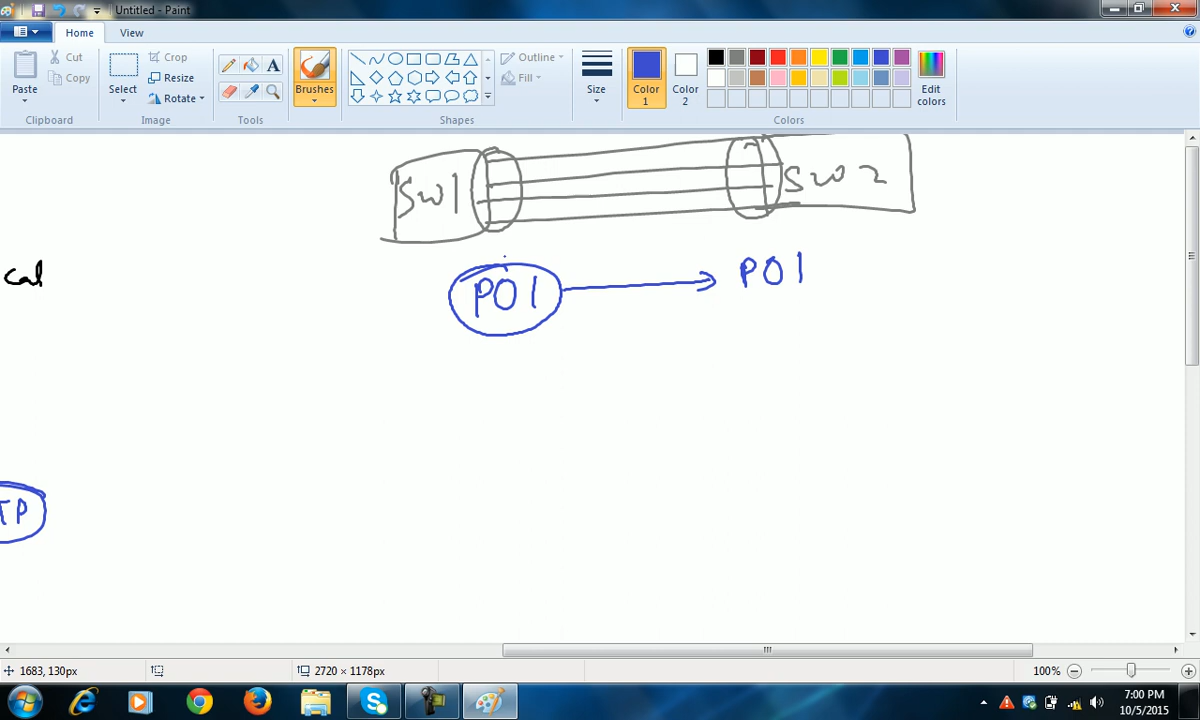 Untitled - Paint
Home View
Paste
Cut
Copy
Select
Crop
Resize
Rotate
A
Brushes
Outline
Fill
Size
Color 1
Color 2
Edit colors
Clipboard Image Tools Shapes Colors
SW1
SW2
PO1
PO1
cal
TP
1683, 130px
2720 × 1178px
100%
7:00 PM
10/5/2015